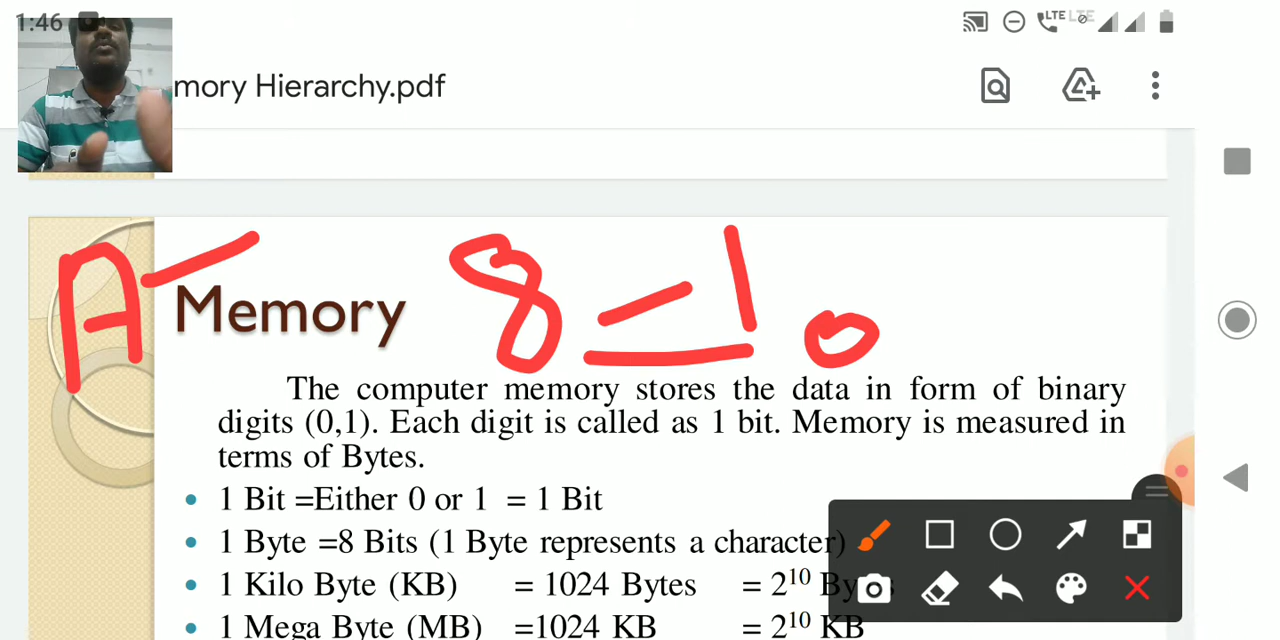 1:46 LTE LTE
mory Hierarchy.pdf
A - 8 - 1 0
Memory
The computer memory stores the data in form of binary
digits (0,1). Each digit is called as 1 bit. Memory is measured in
terms of Bytes.
• 1 Bit =Either 0 or 1 = 1 Bit
• 1 Byte =8 Bits (1 Byte represents a character)
• 1 Kilo Byte (KB) = 1024 Bytes = 2¹⁰
• 1 Mega Byte (MB) =1024 KB = 2¹⁰ KB